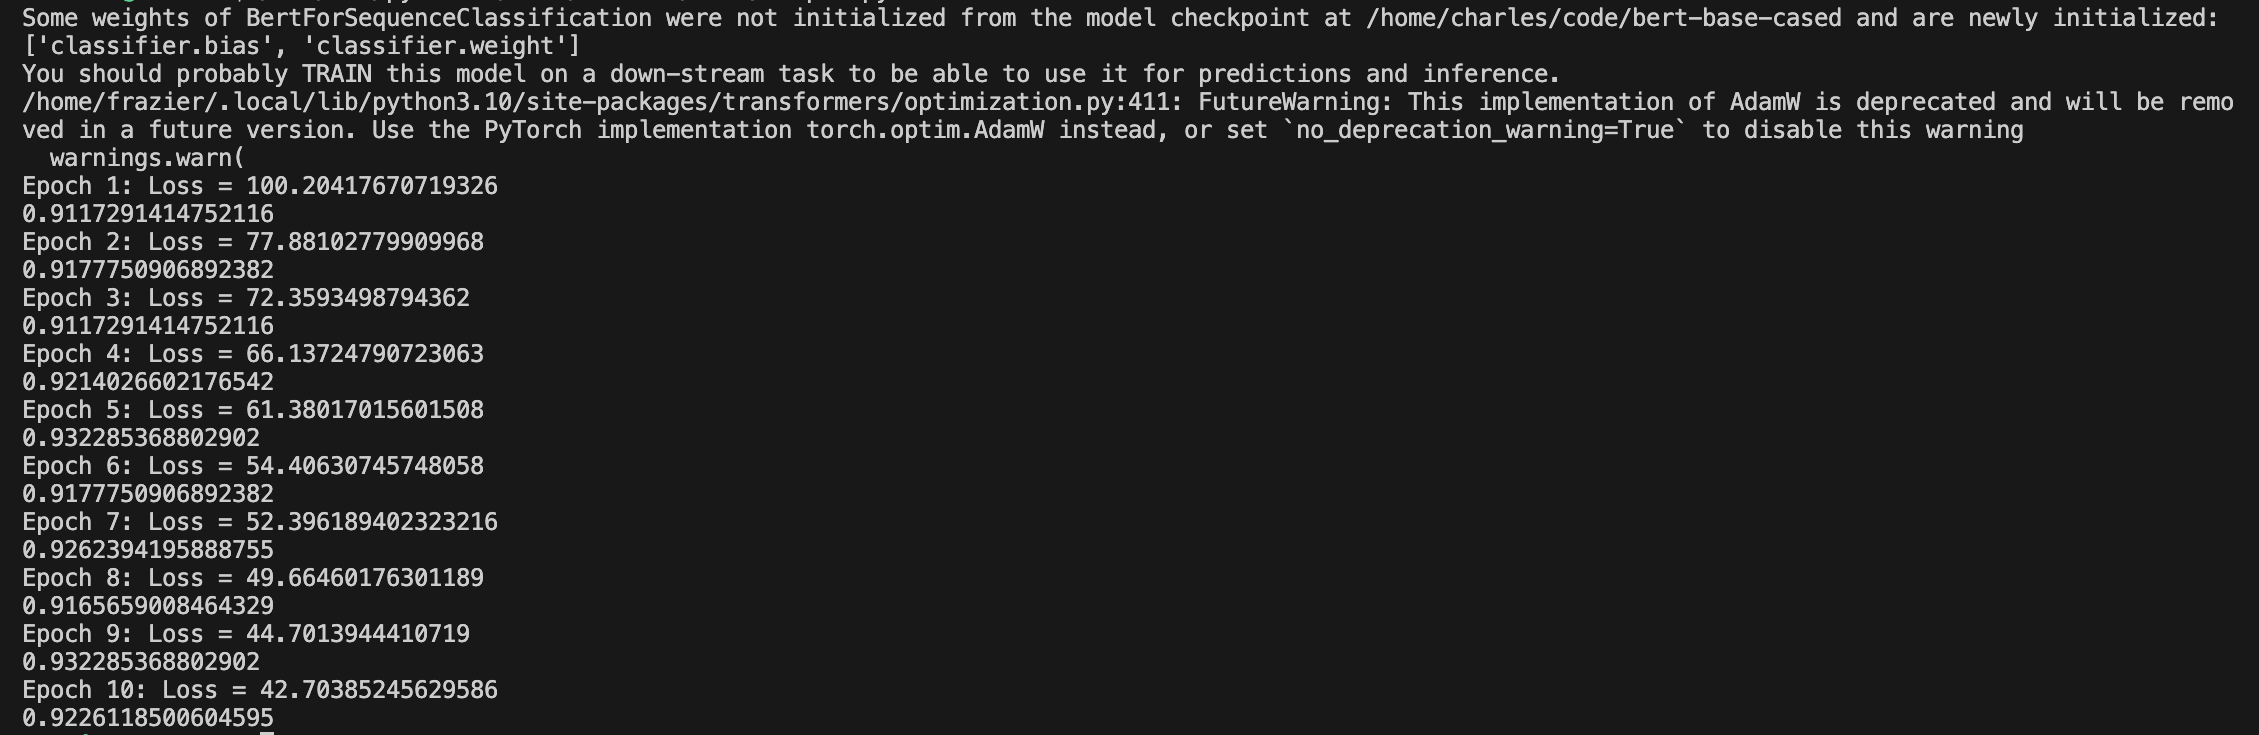 Some weights of BertForSequenceClassification were not initialized from the model checkpoint at /home/charles/code/bert-base-cased and are newly initialized:
['classifier.bias', 'classifier.weight']
You should probably TRAIN this model on a down-stream task to be able to use it for predictions and inference.
/home/frazier/.local/lib/python3.10/site-packages/transformers/optimization.py:411: FutureWarning: This implementation of AdamW is deprecated and will be remo
ved in a future version. Use the PyTorch implementation torch.optim.AdamW instead, or set `no_deprecation_warning=True` to disable this warning
  warnings.warn(
Epoch 1: Loss = 100.20417670719326
0.9117291414752116
Epoch 2: Loss = 77.88102779909968
0.9177750906892382
Epoch 3: Loss = 72.3593498794362
0.9117291414752116
Epoch 4: Loss = 66.13724790723063
0.92140266021​76542
Epoch 5: Loss = 61.38017015601508
0.932285368802902
Epoch 6: Loss = 54.40630745748058
0.9177750906892382
Epoch 7: Loss = 52.396189402323216
0.9262394195888755
Epoch 8: Loss = 49.66460176301189
0.9165659008464329
Epoch 9: Loss = 44.7013944410719
0.932285368802902
Epoch 10: Loss = 42.70385245629586
0.9226118500604595